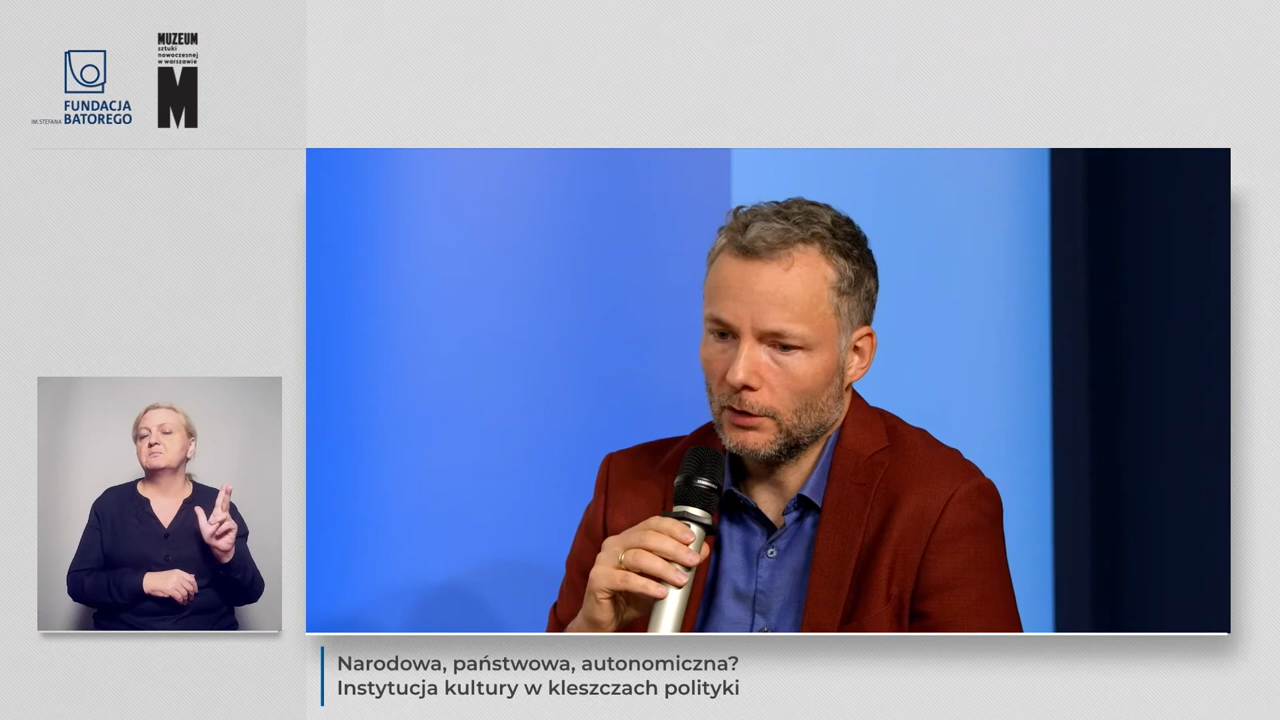 MUZEUM
sztuki
nowoczesnej
w warszawie
M
FUNDACJA
IM. STEFANA BATOREGO
Narodowa, państwowa, autonomiczna?
Instytucja kultury w kleszczach polityki